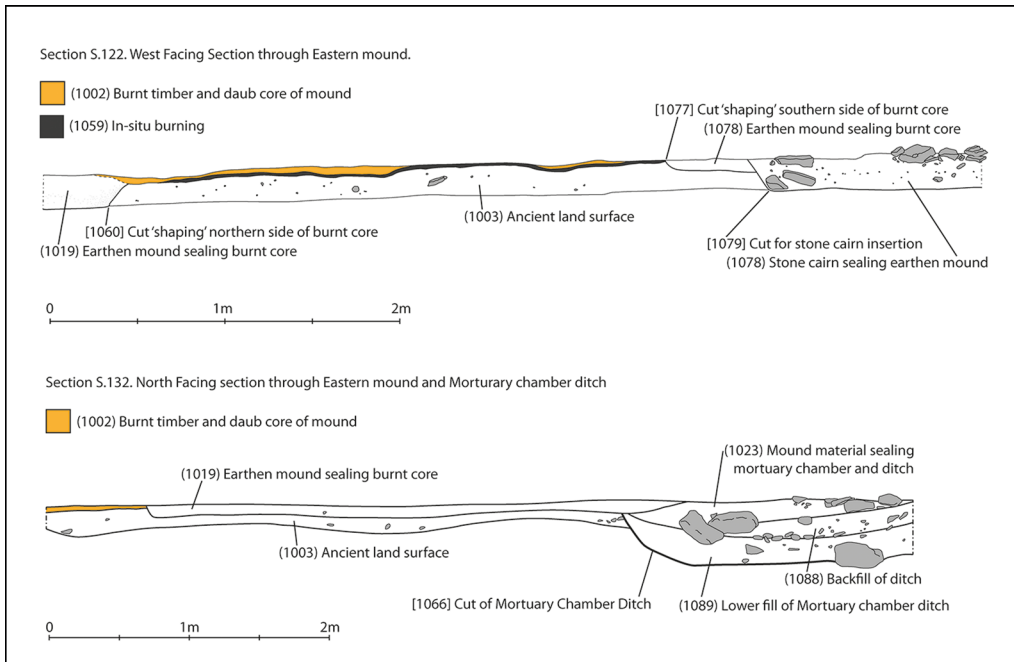 Section S.122. West Facing Section through Eastern mound.
(1002) Burnt timber and daub core of mound
(1059) In-situ burning
[1077] Cut 'shaping' southern side of burnt core
(1078) Earthen mound sealing burnt core
(1003) Ancient land surface
[1060] Cut 'shaping' northern side of burnt core
(1019) Earthen mound sealing burnt core
[1079] Cut for stone cairn insertion
(1078) Stone cairn sealing earthen mound
0 1m 2m
Section S.132. North Facing section through Eastern mound and Morturary chamber ditch
(1002) Burnt timber and daub core of mound
(1023) Mound material sealing
mortuary chamber and ditch
(1019) Earthen mound sealing burnt core
(1003) Ancient land surface
(1088) Backfill of ditch
[1066] Cut of Mortuary Chamber Ditch
(1089) Lower fill of Mortuary chamber ditch
0 1m 2m